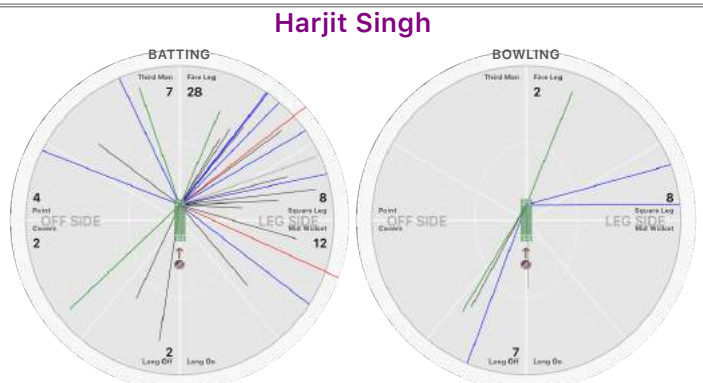 Harjit Singh
BATTING
Third Man Fine Leg
7 28
4
Point
OFF SIDE
Covers
2
8
Square Leg
LEG SIDE
Mid Wicket
12
2
Long Off Long On
BOWLING
Third Man Fine Leg
2
Point
OFF SIDE
Covers
8
Square Leg
LEG SIDE
Mid Wicket
7
Long Off Long On